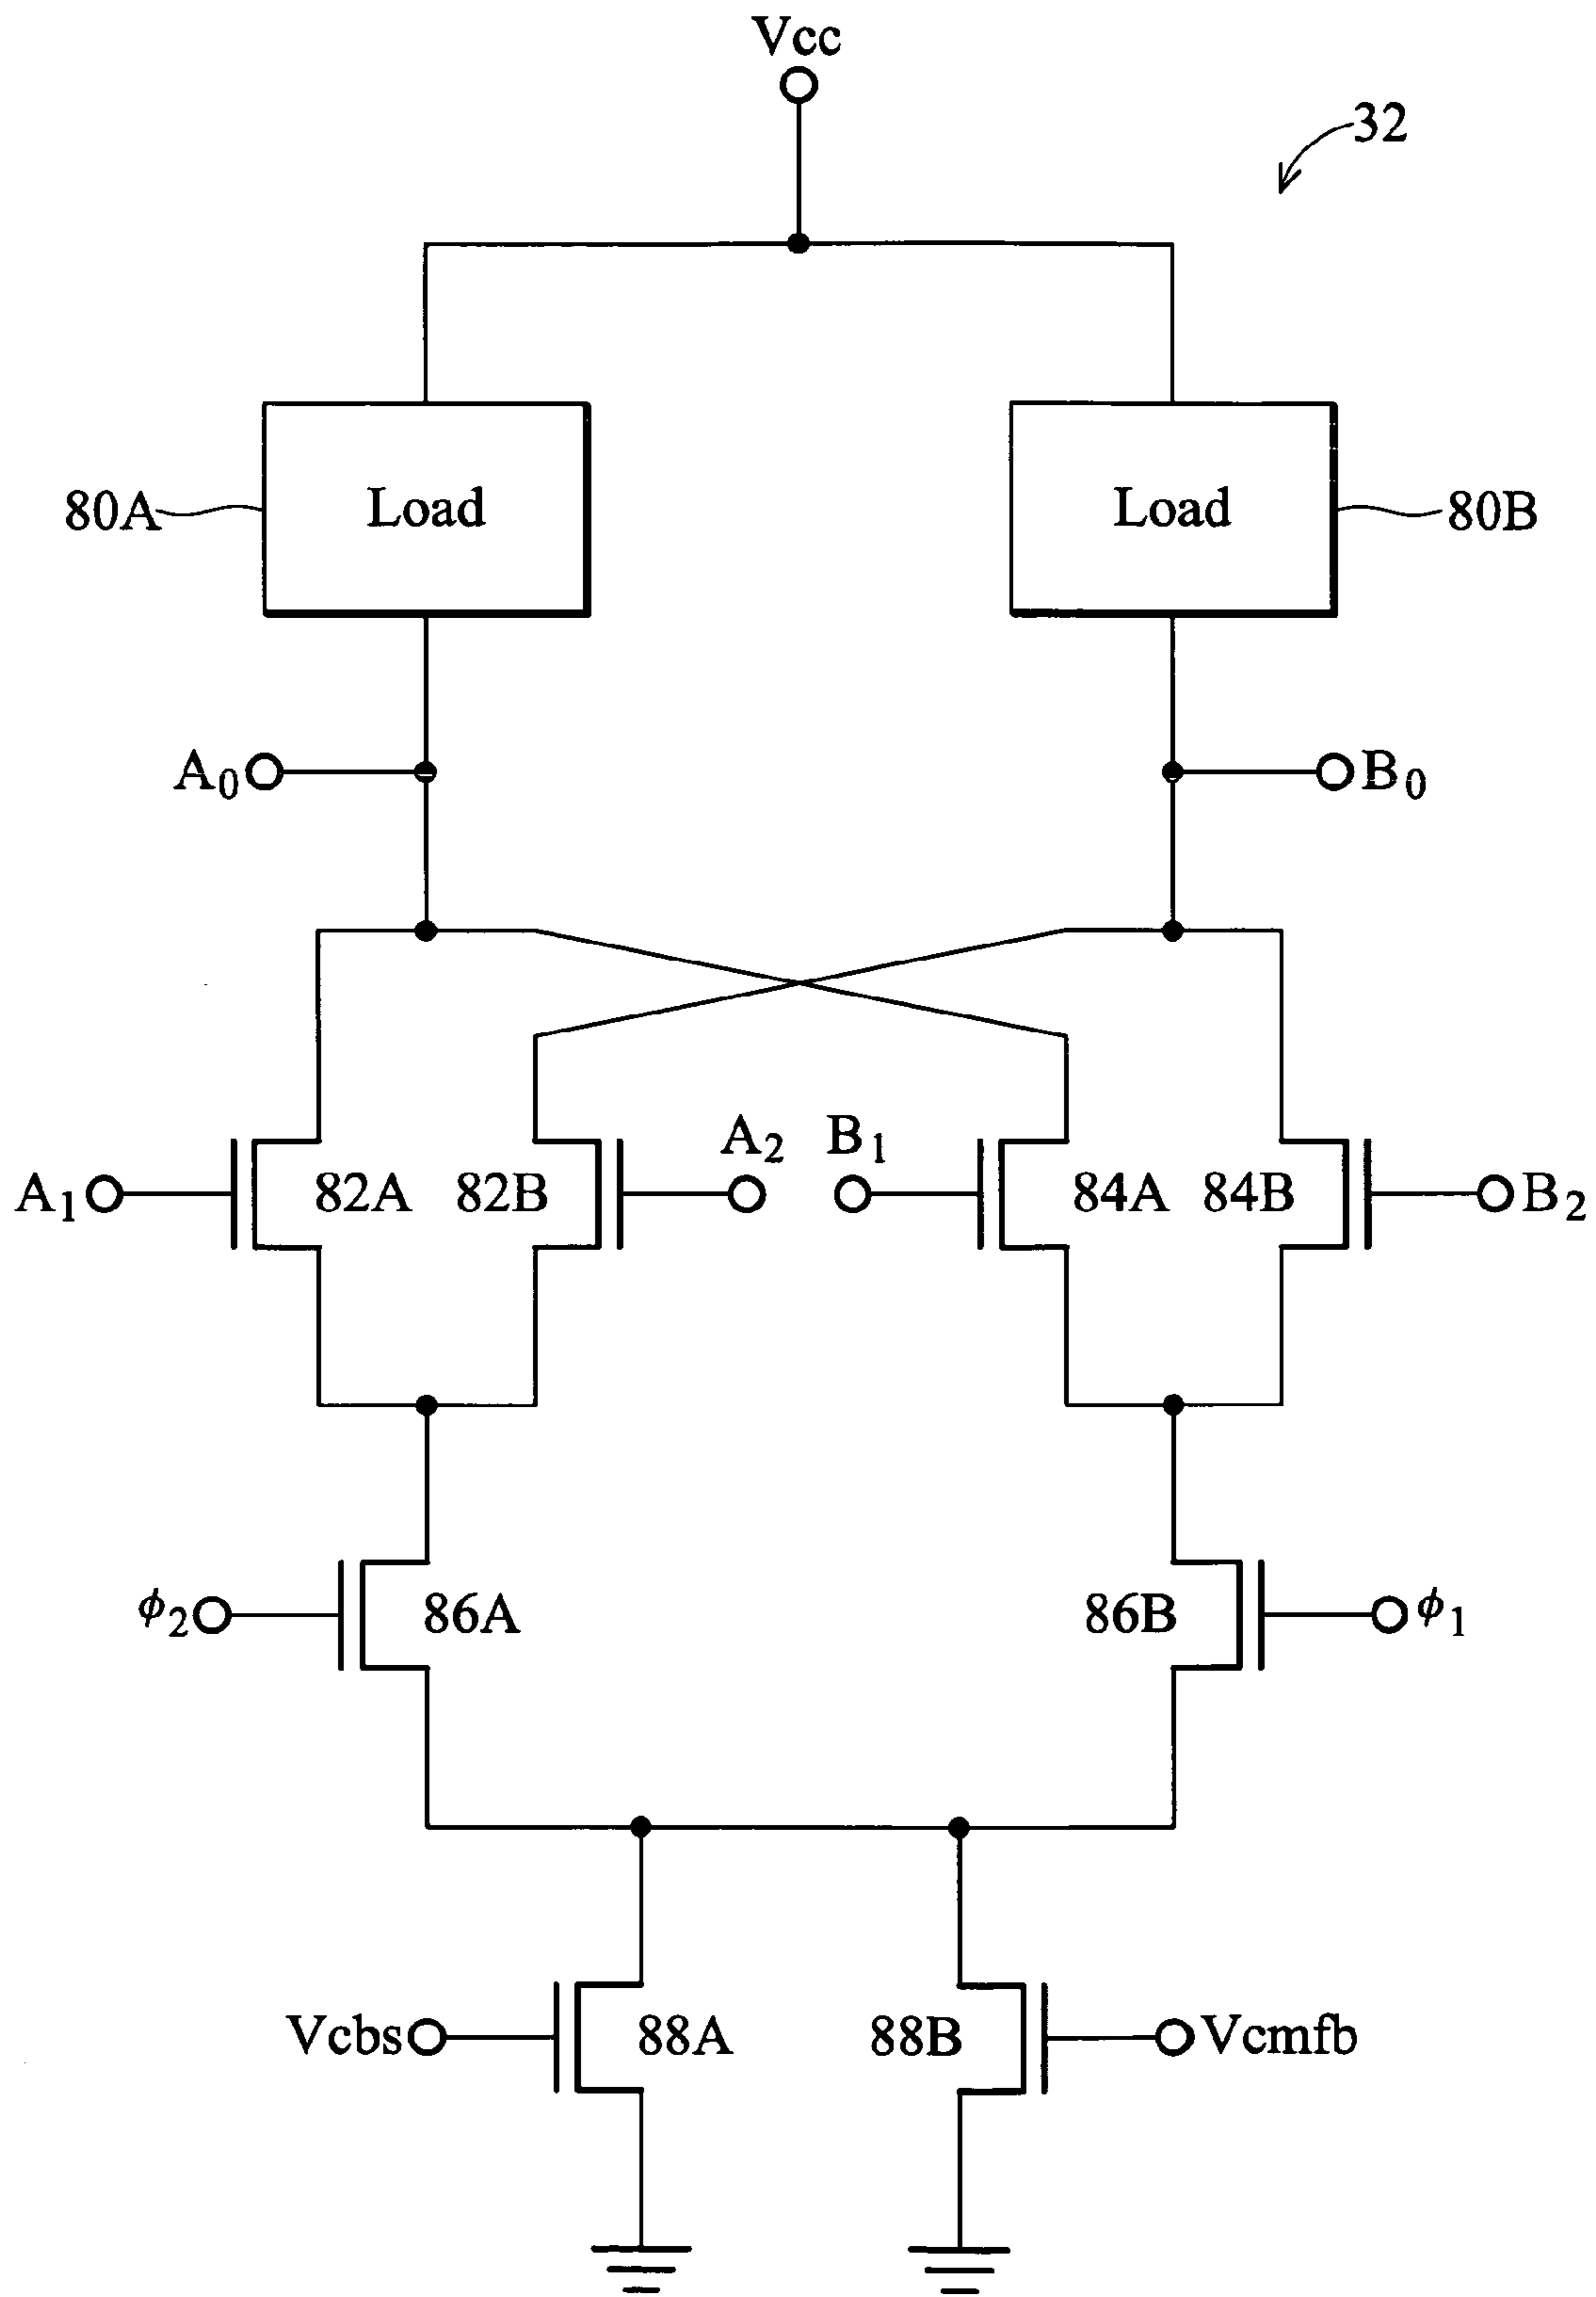 Vcc
32
80A
Load
Load
80B
A₀
B₀
A₂
B₁
A₁
82A
82B
84A
84B
B₂
ϕ₂
86A
86B
ϕ₁
Vcbs
88A
88B
Vcmfb